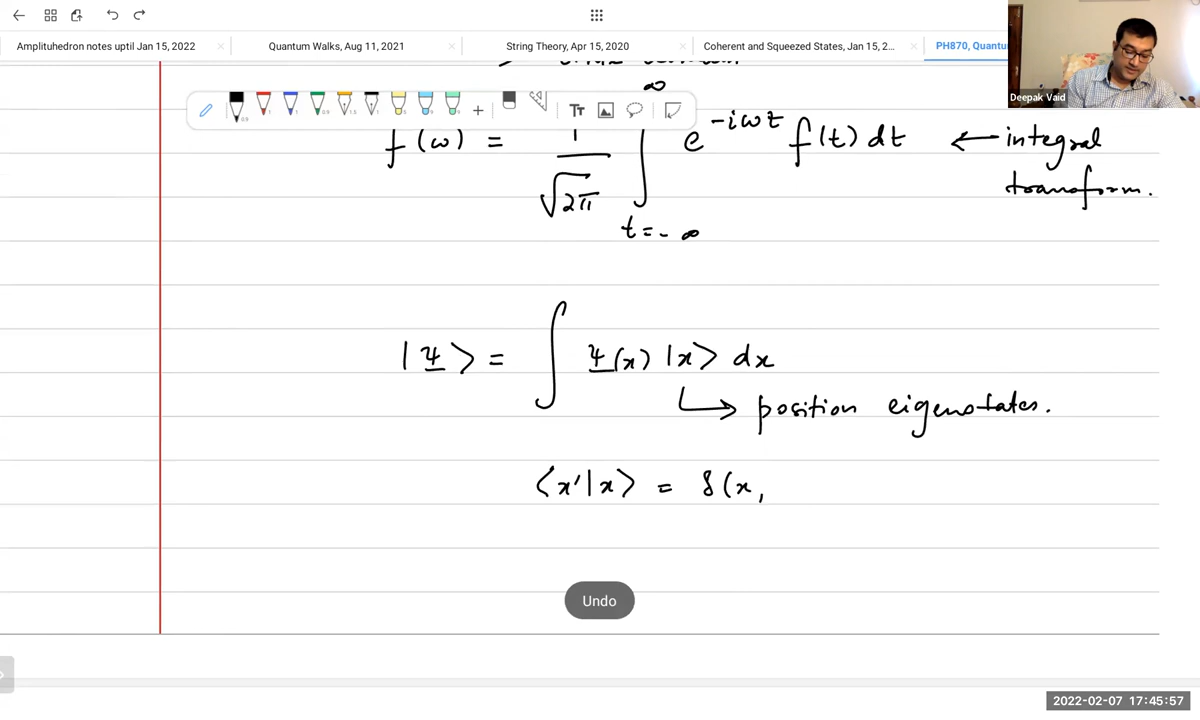 Amplituhedron notes uptil Jan 15, 2022
Quantum Walks, Aug 11, 2021
String Theory, Apr 15, 2020
Coherent and Squeezed States, Jan 15, 2...
PH870, Quantu
Deepak Vaid
∞
f(ω) = 1/√2π ∫ e^{-iωt} f(t) dt ← integral
transform.
t = -∞
|Ψ> = ∫ Ψ(x) |x> dx
↳ position eigenstates.
<x'|x> = δ(x,
Undo
2022-02-07 17:45:57